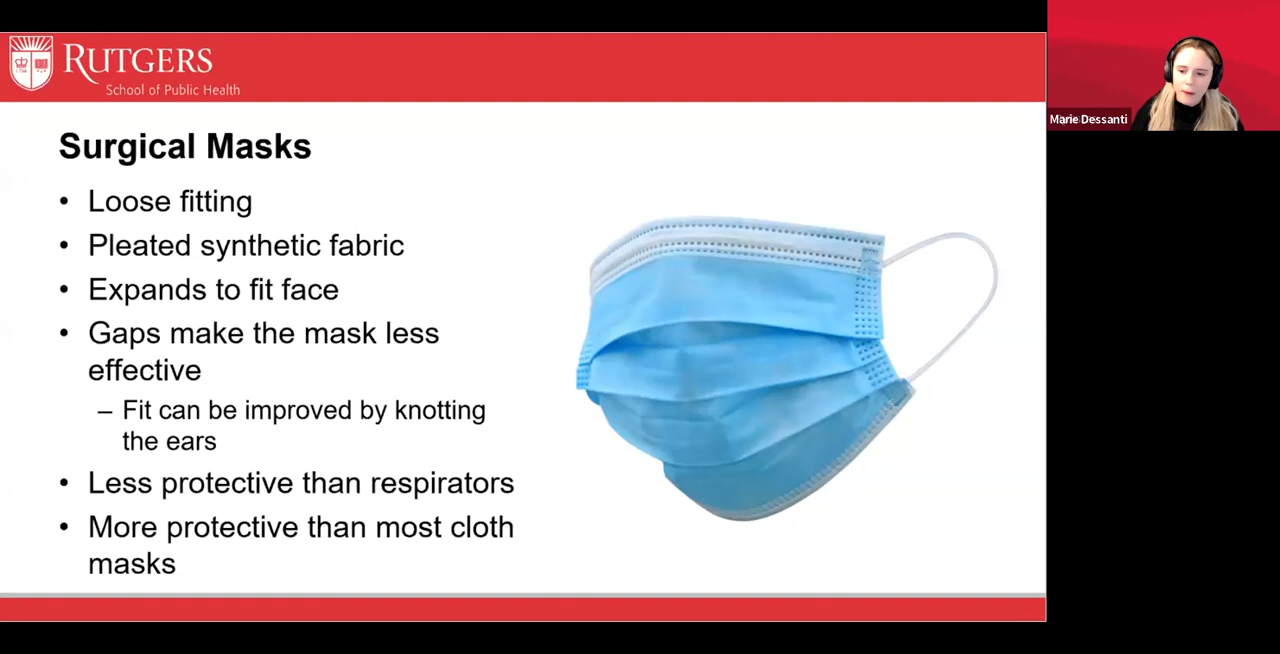 RUTGERS
School of Public Health
Marie Dessanti
Surgical Masks
• Loose fitting
• Pleated synthetic fabric
• Expands to fit face
• Gaps make the mask less
effective
– Fit can be improved by knotting
the ears
• Less protective than respirators
• More protective than most cloth
masks